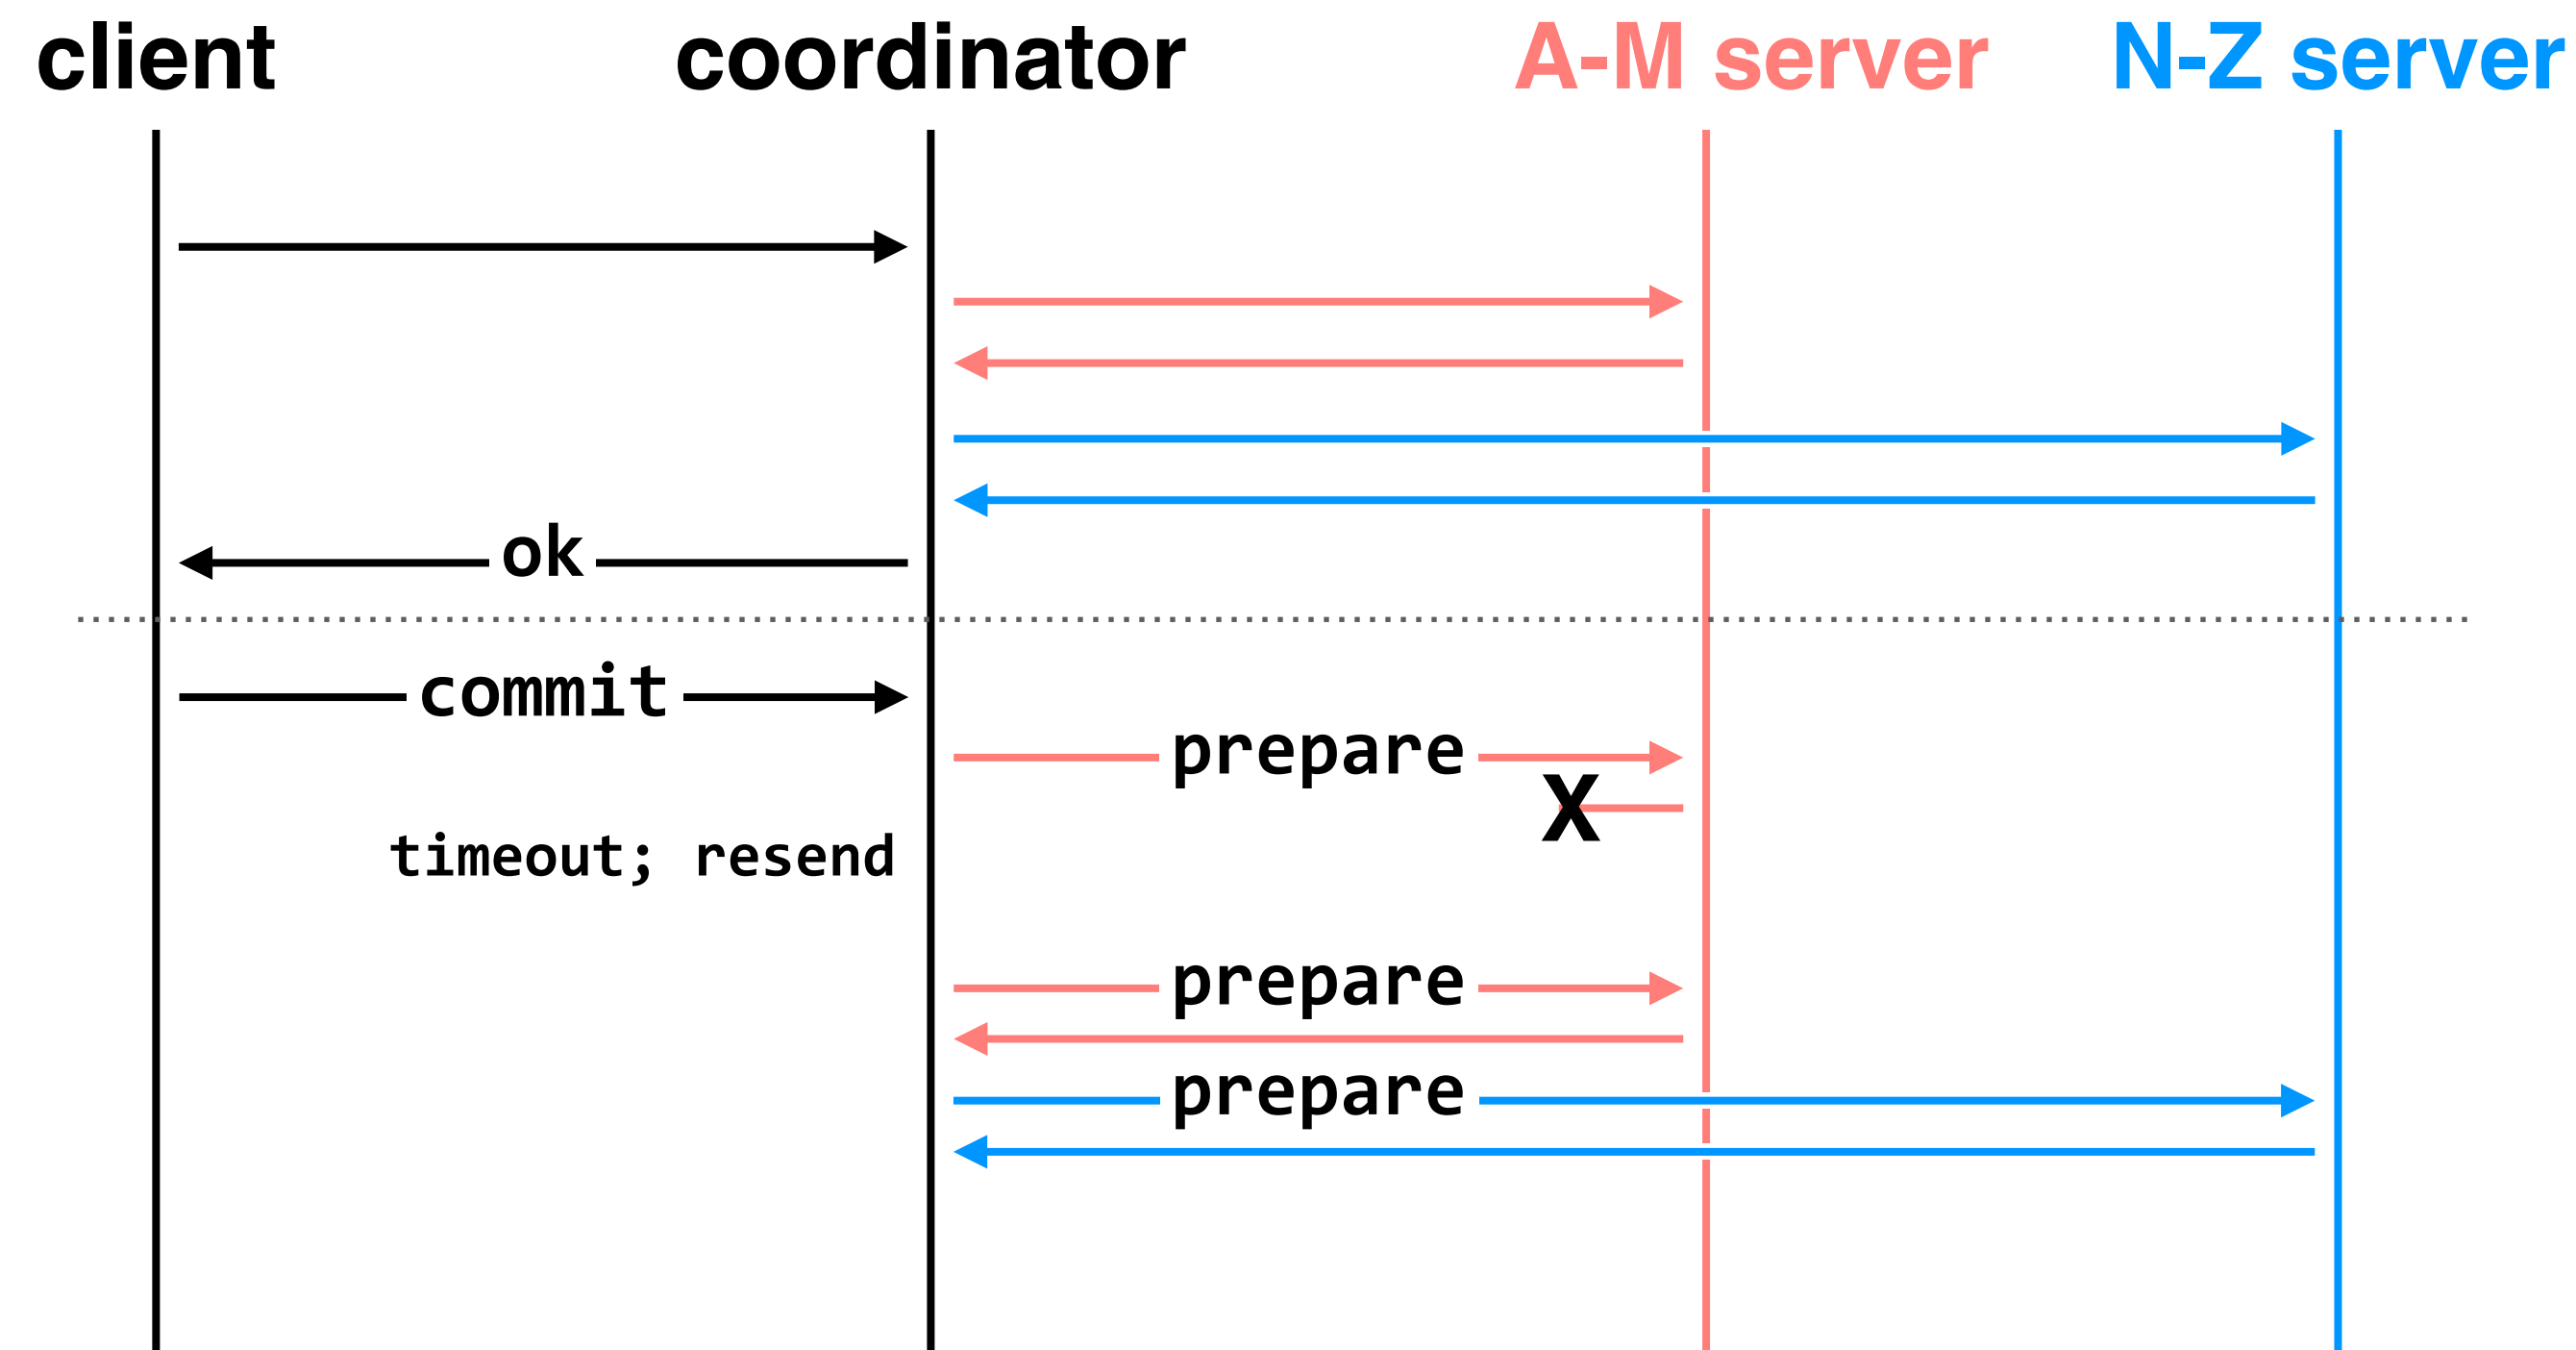 client
coordinator
A-M server
N-Z server
ok
commit
prepare
X
timeout; resend
prepare
prepare